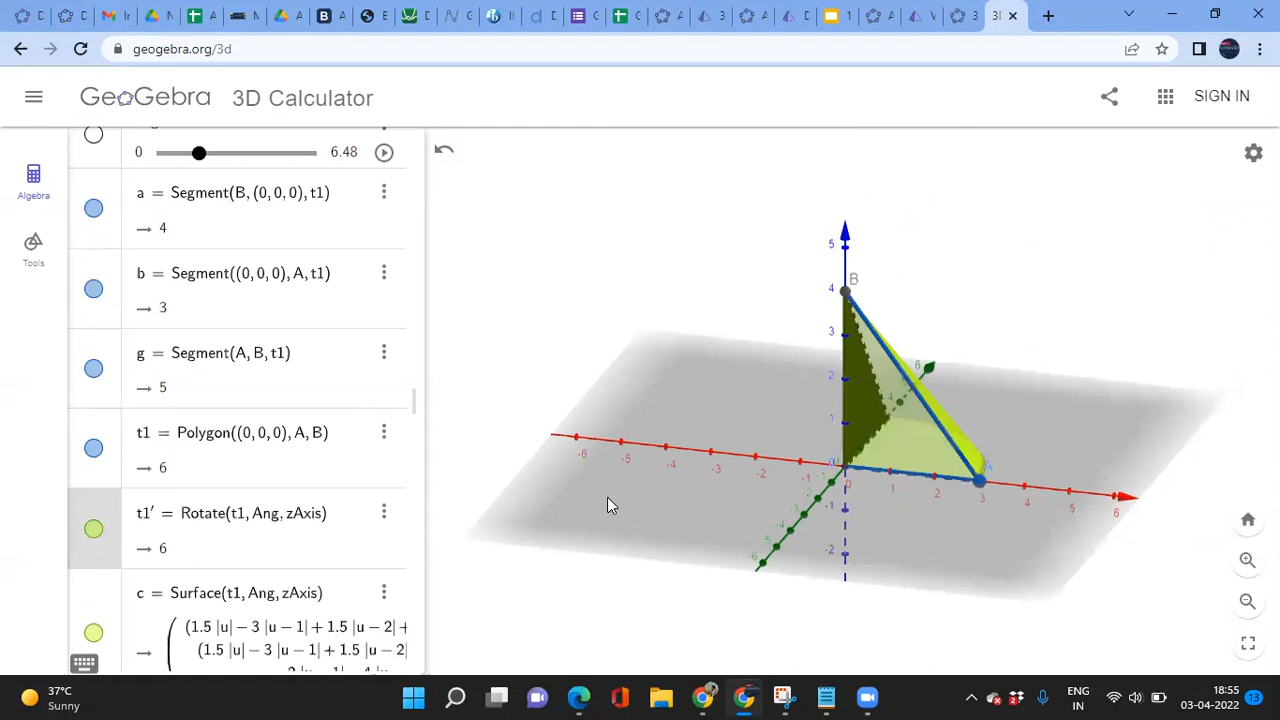 geogebra.org/3d
GeoGebra 3D Calculator
SIGN IN
0 6.48
Algebra
Tools
a = Segment(B, (0, 0, 0), t1)
→ 4
b = Segment((0, 0, 0), A, t1)
→ 3
g = Segment(A, B, t1)
→ 5
t1 = Polygon((0, 0, 0), A, B)
→ 6
t1′ = Rotate(t1, Ang, zAxis)
→ 6
c = Surface(t1, Ang, zAxis)
(1.5 |u| − 3 |u − 1| + 1.5 |u − 2| +
→ (1.5 |u| − 3 |u − 1| + 1.5 |u − 2|
B
A
5
4
3
2
1
0
-1
-2
-6 -5 -4 -3 -2 -1 0 1 2 3 4 5 6
37°C
Sunny
ENG
IN
18:55
03-04-2022
13